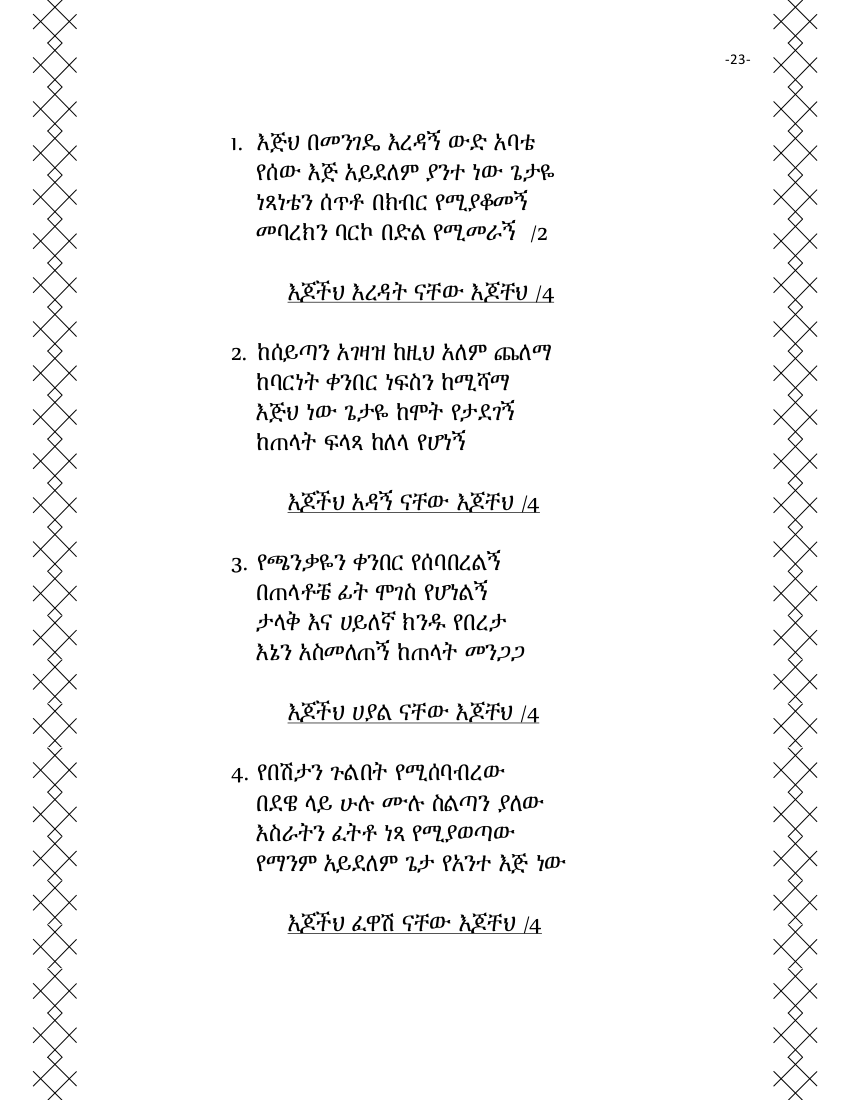 -23-
1. እጅህ በመንገዴ እረዳኝ ውድ አባቴ
የሰው እጅ አይደለም ያንተ ነው ጌታዬ
ነጻነቴን ሰጥቶ በክብር የሚያቆመኝ
መባረክን ባርኮ በድል የሚመራኝ /2
እጆችህ እረዳት ናቸው እጆቸህ /4
2. ከሰይጣን አገዛዝ ከዚህ አለም ጨለማ
ከባርነት ቀንበር ነፍስን ከሚሻማ
እጅህ ነው ጌታዬ ከሞት የታደገኝ
ከጠላት ፍላጻ ከለላ የሆነኝ
እጆችህ አዳኝ ናቸው እጆቸህ /4
3. የጫንቃዬን ቀንበር የሰባበረልኝ
በጠላቶቼ ፊት ሞገስ የሆነልኝ
ታላቅ እና ሀይለኛ ክንዱ የበረታ
እኔን አስመለጠኝ ከጠላት መንጋጋ
እጆችህ ሀያል ናቸው እጆቸህ /4
4. የበሽታን ጉልበት የሚሰባብረው
በደዌ ላይ ሁሉ ሙሉ ስልጣን ያለው
እስራትን ፈትቶ ነጻ የሚያወጣው
የማንም አይደለም ጌታ የአንተ እጅ ነው
እጆችህ ፈዋሽ ናቸው እጆቸህ /4